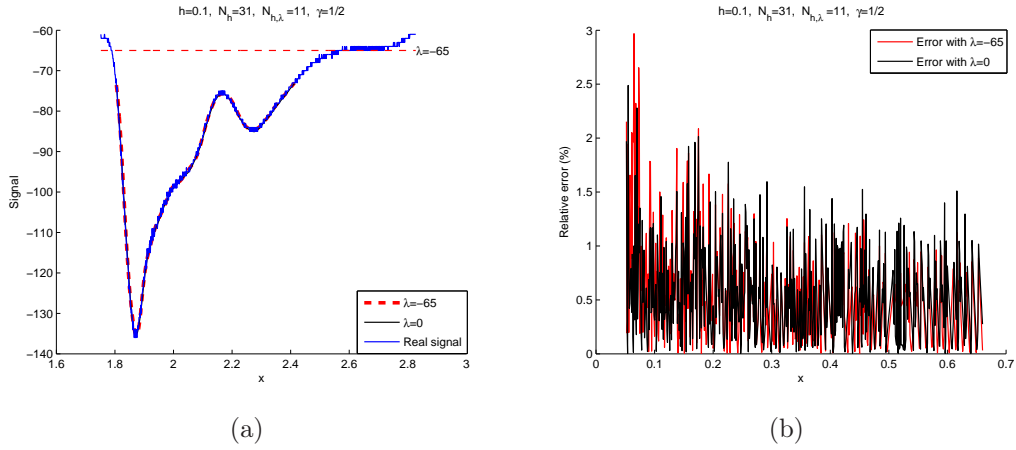 h=0.1, N_h=31, N_{h,λ}=11, γ=1/2
−60
−70
−80
−90
−100
−110
−120
−130
−140
Signal
1.6
1.8
2
2.2
2.4
2.6
2.8
3
x
λ=−65
λ=−65
λ=0
Real signal
(a)
h=0.1, N_h=31, N_{h,λ}=11, γ=1/2
3
2.5
2
1.5
1
0.5
0
Relative error (%)
0
0.1
0.2
0.3
0.4
0.5
0.6
0.7
x
Error with λ=−65
Error with λ=0
(b)